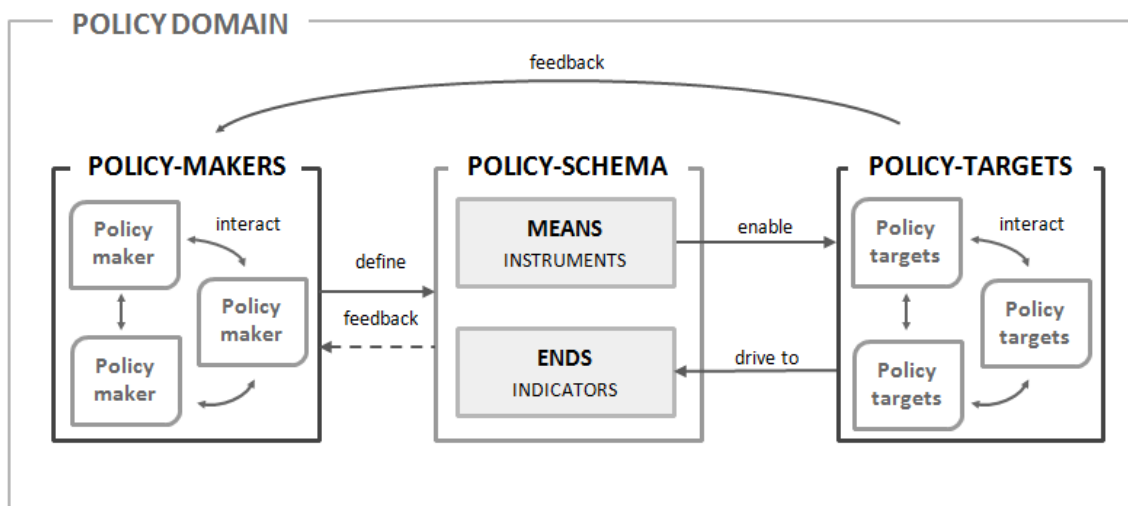 POLICY DOMAIN
feedback
POLICY-MAKERS
Policy
maker
interact
Policy
maker
Policy
maker
define
feedback
POLICY-SCHEMA
MEANS
INSTRUMENTS
ENDS
INDICATORS
enable
drive to
POLICY-TARGETS
Policy
targets
interact
Policy
targets
Policy
targets